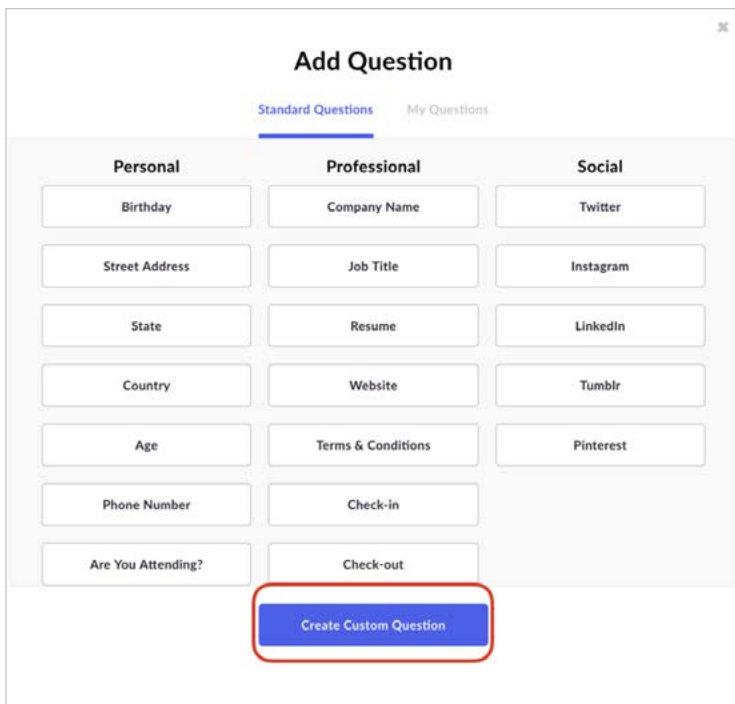 Add Question
Standard Questions My Questions
Personal Professional Social
Birthday Company Name Twitter
Street Address Job Title Instagram
State Resume LinkedIn
Country Website Tumblr
Age Terms & Conditions Pinterest
Phone Number Check-in
Are You Attending? Check-out
Create Custom Question